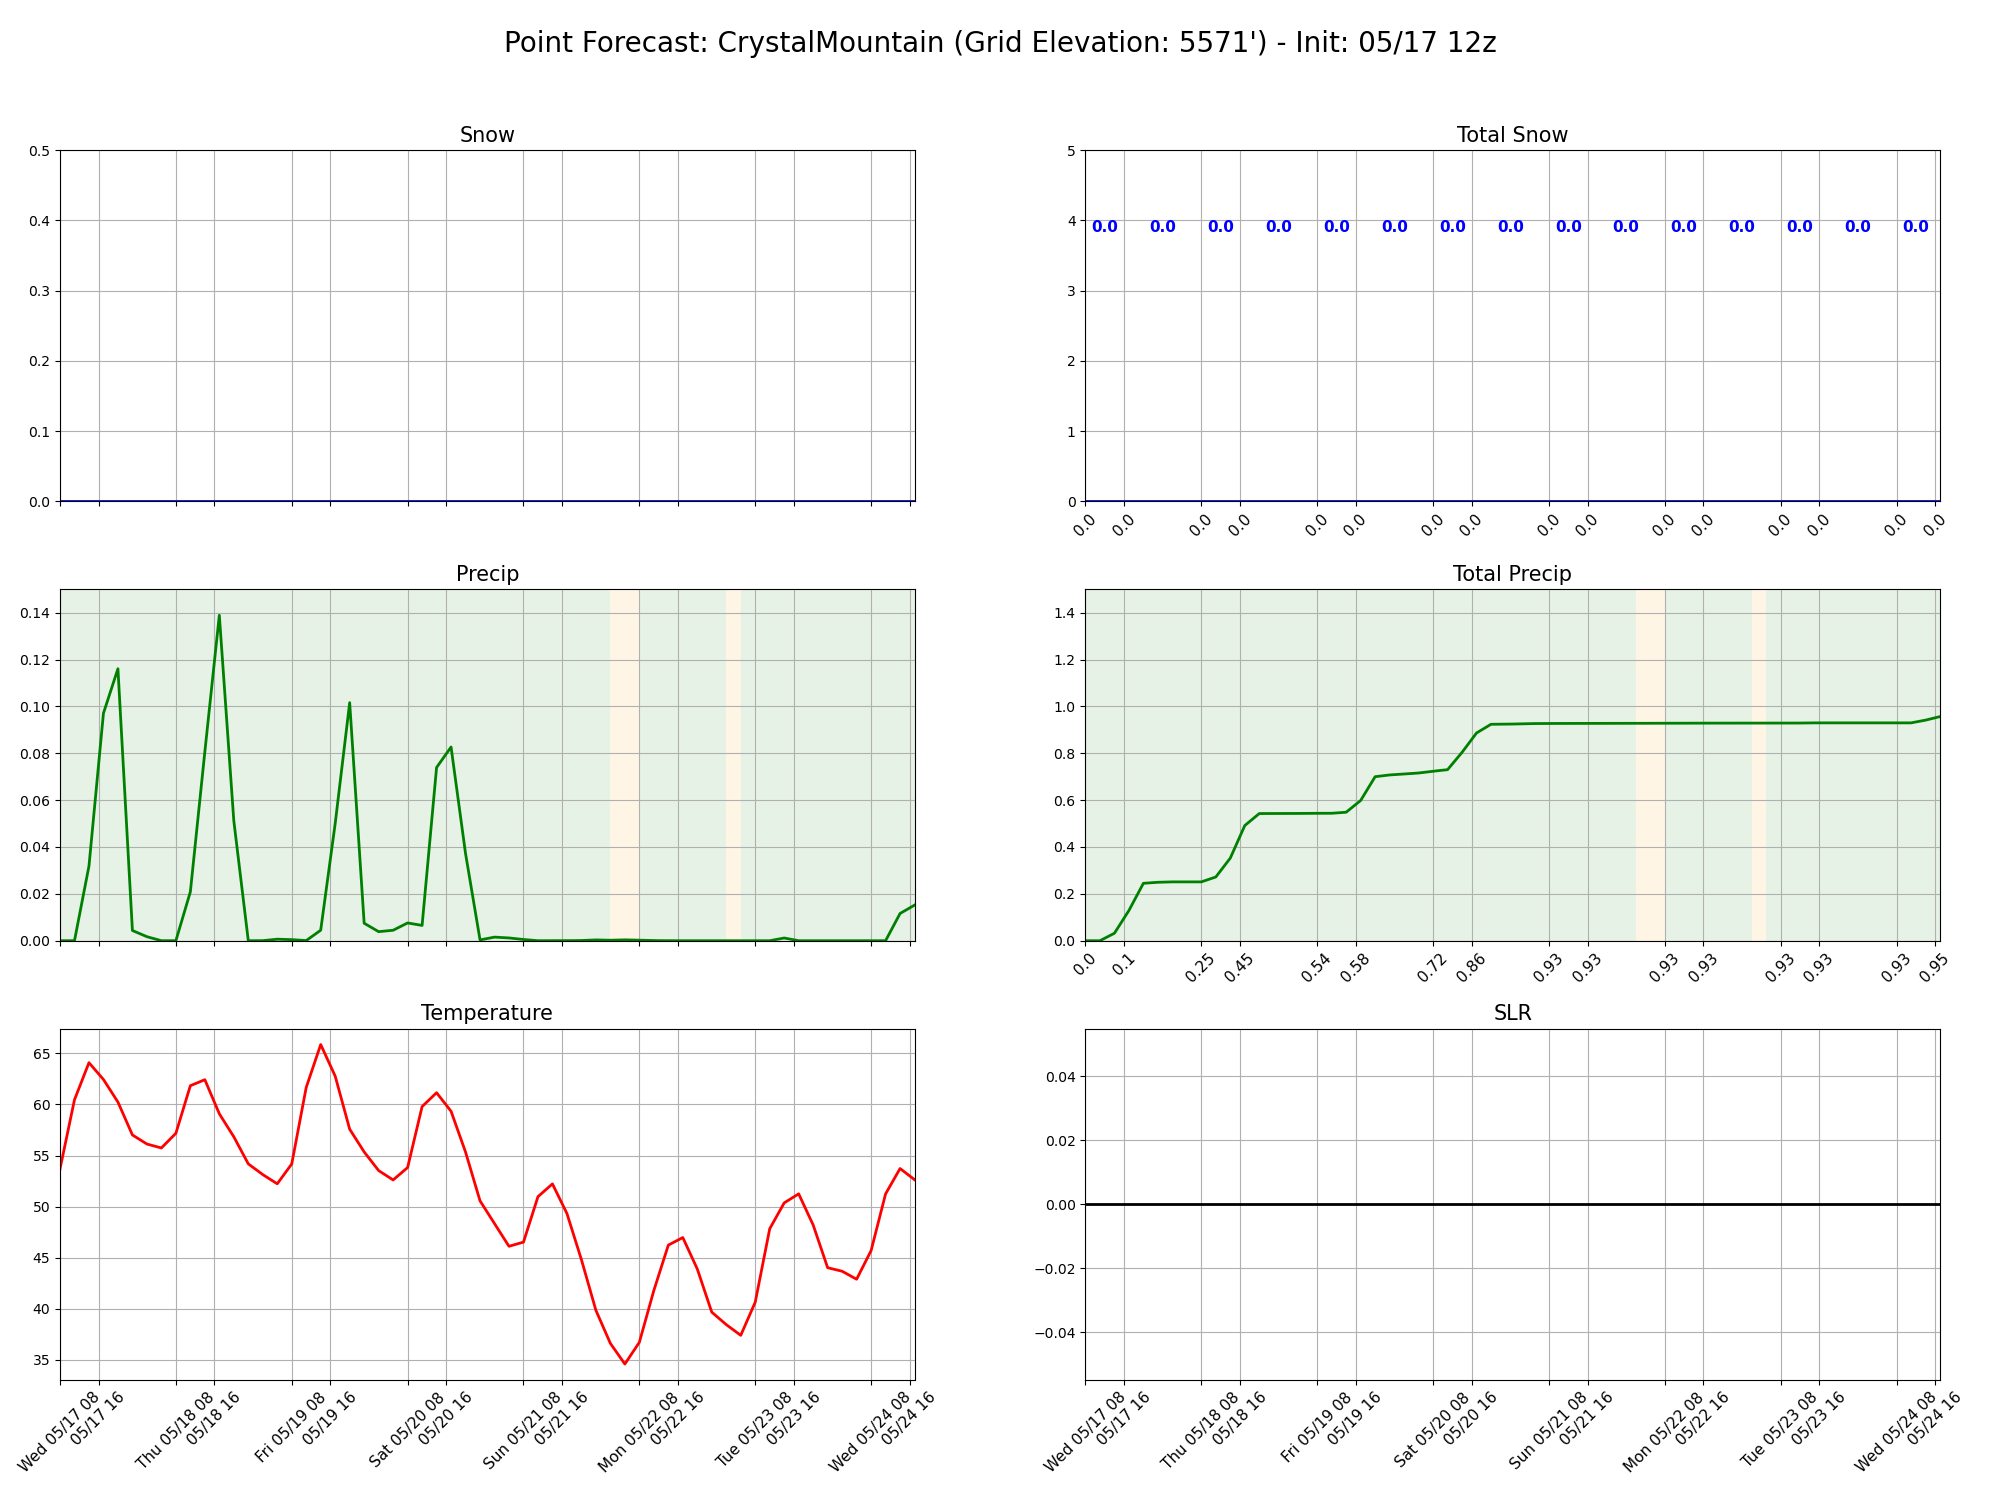 Point Forecast: CrystalMountain (Grid Elevation: 5571') - Init: 05/17 12z
Snow
0.5
0.4
0.3
0.2
0.1
0.0
Total Snow
5
4
3
2
1
0
0.0 0.0 0.0 0.0 0.0 0.0 0.0 0.0 0.0 0.0 0.0 0.0 0.0 0.0 0.0
0.0 0.0 0.0 0.0 0.0 0.0 0.0 0.0 0.0 0.0 0.0 0.0 0.0 0.0 0.0 0.0
Precip
0.14
0.12
0.10
0.08
0.06
0.04
0.02
0.00
Total Precip
1.4
1.2
1.0
0.8
0.6
0.4
0.2
0.0
0.0 0.1 0.25 0.45 0.54 0.58 0.72 0.86 0.93 0.93 0.93 0.93 0.93 0.93 0.93 0.95
Temperature
65
60
55
50
45
40
35
Wed 05/17 08
05/17 16
Thu 05/18 08
05/18 16
Fri 05/19 08
05/19 16
Sat 05/20 08
05/20 16
Sun 05/21 08
05/21 16
Mon 05/22 08
05/22 16
Tue 05/23 08
05/23 16
Wed 05/24 08
05/24 16
SLR
0.04
0.02
0.00
−0.02
−0.04
Wed 05/17 08
05/17 16
Thu 05/18 08
05/18 16
Fri 05/19 08
05/19 16
Sat 05/20 08
05/20 16
Sun 05/21 08
05/21 16
Mon 05/22 08
05/22 16
Tue 05/23 08
05/23 16
Wed 05/24 08
05/24 16